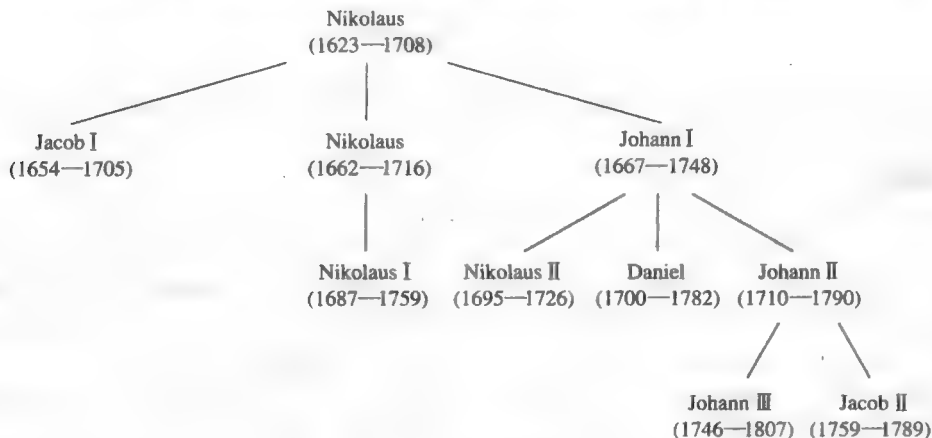 Nikolaus
(1623—1708)
Jacob Ⅰ
(1654—1705)
Nikolaus
(1662—1716)
Johann Ⅰ
(1667—1748)
Nikolaus Ⅰ
(1687—1759)
Nikolaus Ⅱ
(1695—1726)
Daniel
(1700—1782)
Johann Ⅱ
(1710—1790)
Johann Ⅲ
(1746—1807)
Jacob Ⅱ
(1759—1789)